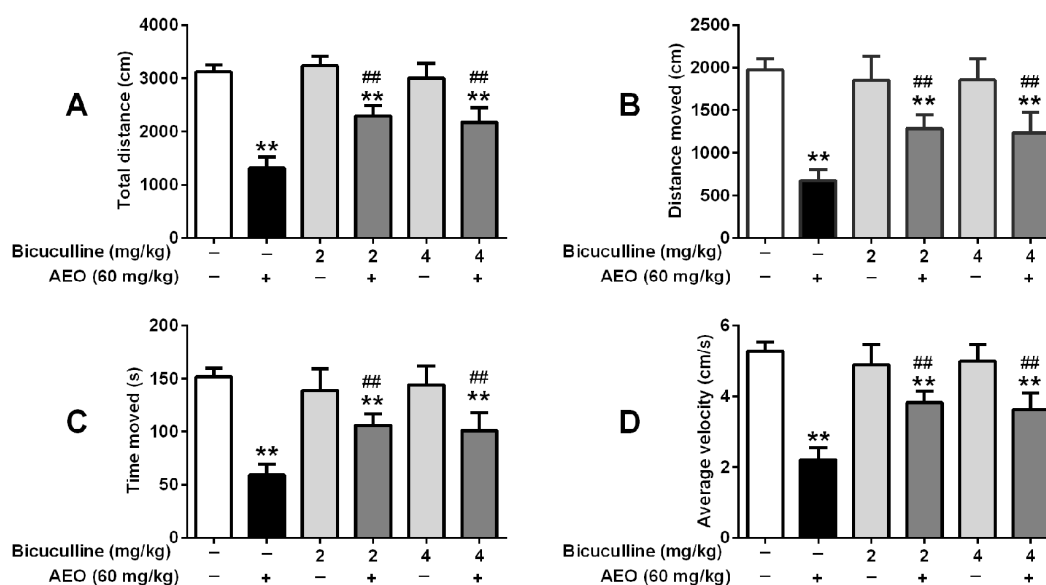 A
Total distance (cm)
4000
3000
2000
1000
0
**
##
**
##
**
Bicuculline (mg/kg) – – 2 2 4 4
AEO (60 mg/kg) – + – + – +
B
Distance moved (cm)
2500
2000
1500
1000
500
0
**
##
**
##
**
Bicuculline (mg/kg) – – 2 2 4 4
AEO (60 mg/kg) – + – + – +
C
Time moved (s)
200
150
100
50
0
**
##
**
##
**
Bicuculline (mg/kg) – – 2 2 4 4
AEO (60 mg/kg) – + – + – +
D
Average velocity (cm/s)
6
4
2
0
**
##
**
##
**
Bicuculline (mg/kg) – – 2 2 4 4
AEO (60 mg/kg) – + – + – +